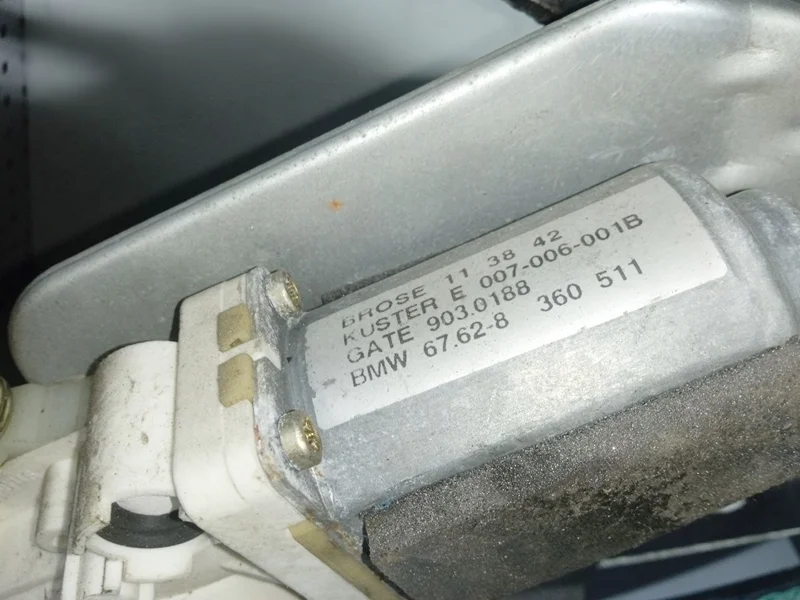 BROSE 11 38 42
KUSTER E 007-006-001B
GATE 903.0188
BMW 67.62-8 360 511